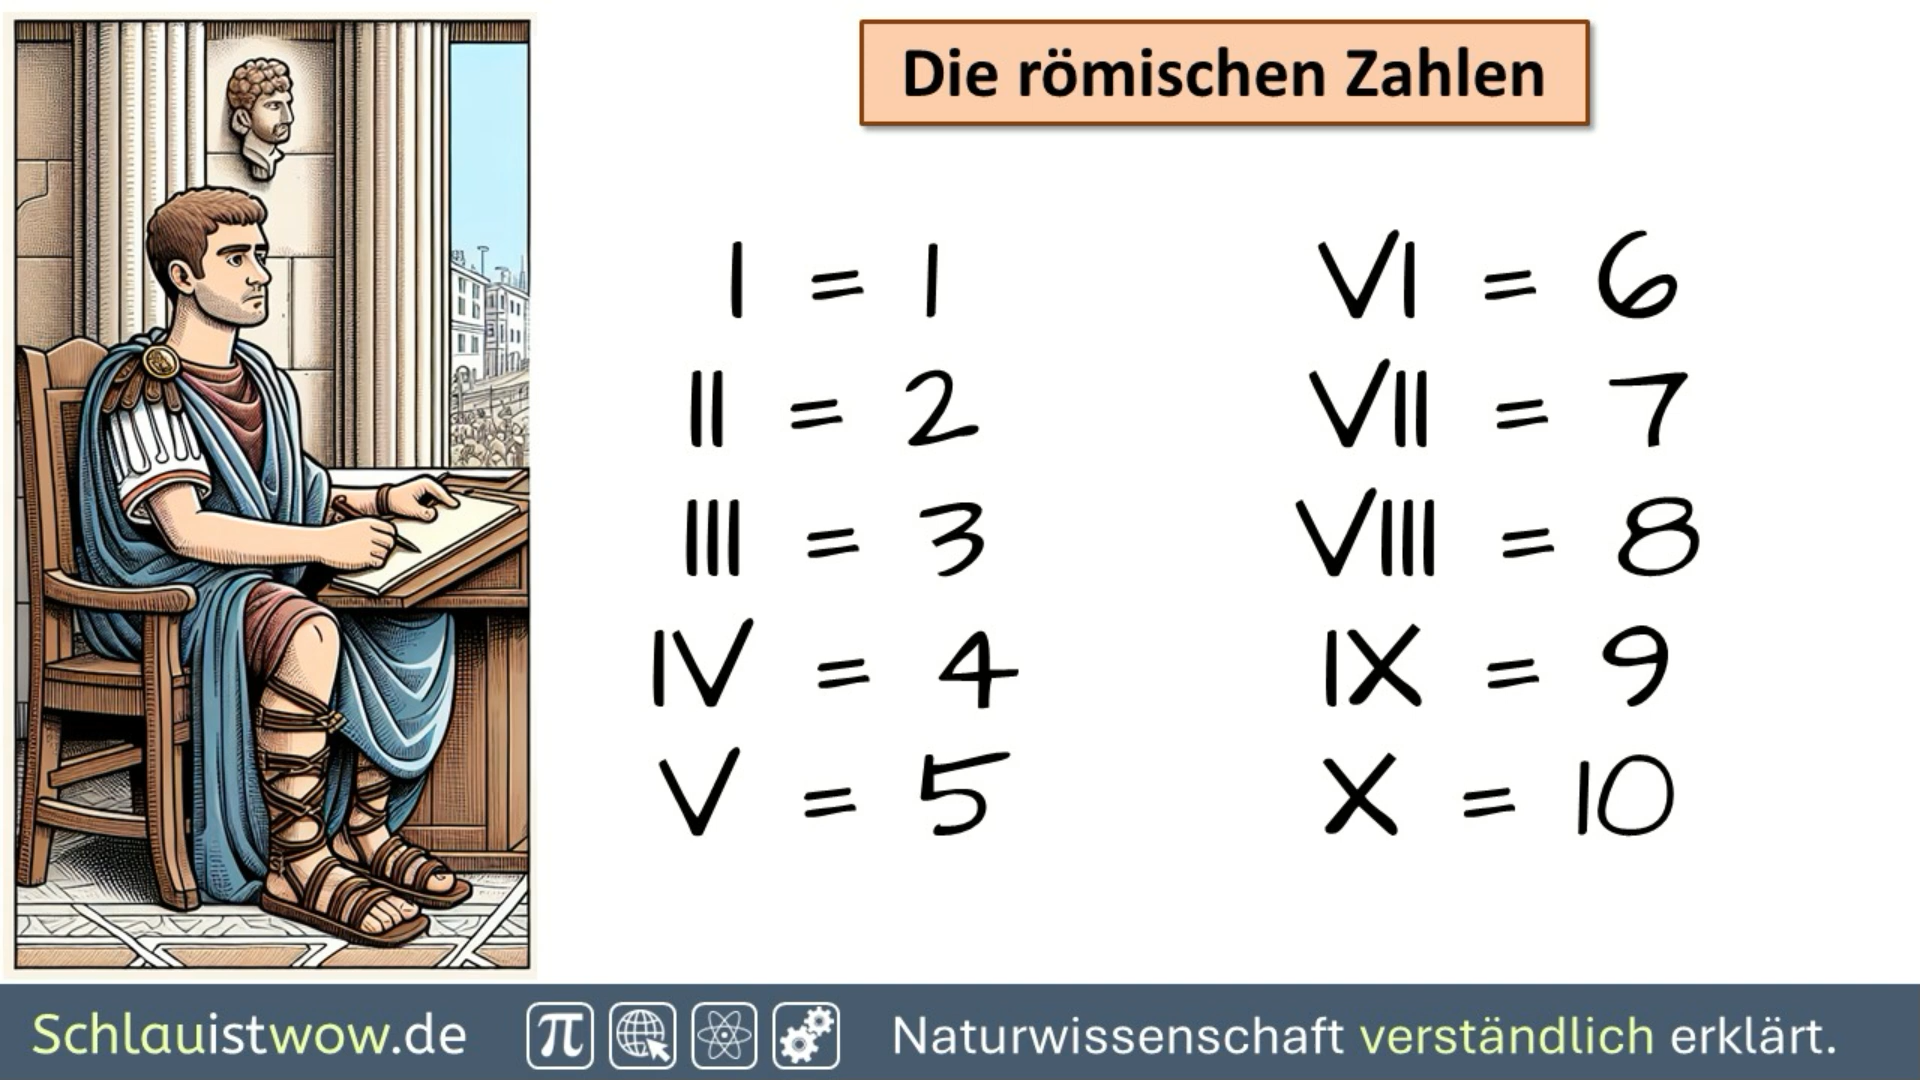 Die römischen Zahlen
I = 1
II = 2
III = 3
IV = 4
V = 5
VI = 6
VII = 7
VIII = 8
IX = 9
X = 10
Schlauistwow.de
π
Naturwissenschaft verständlich erklärt.